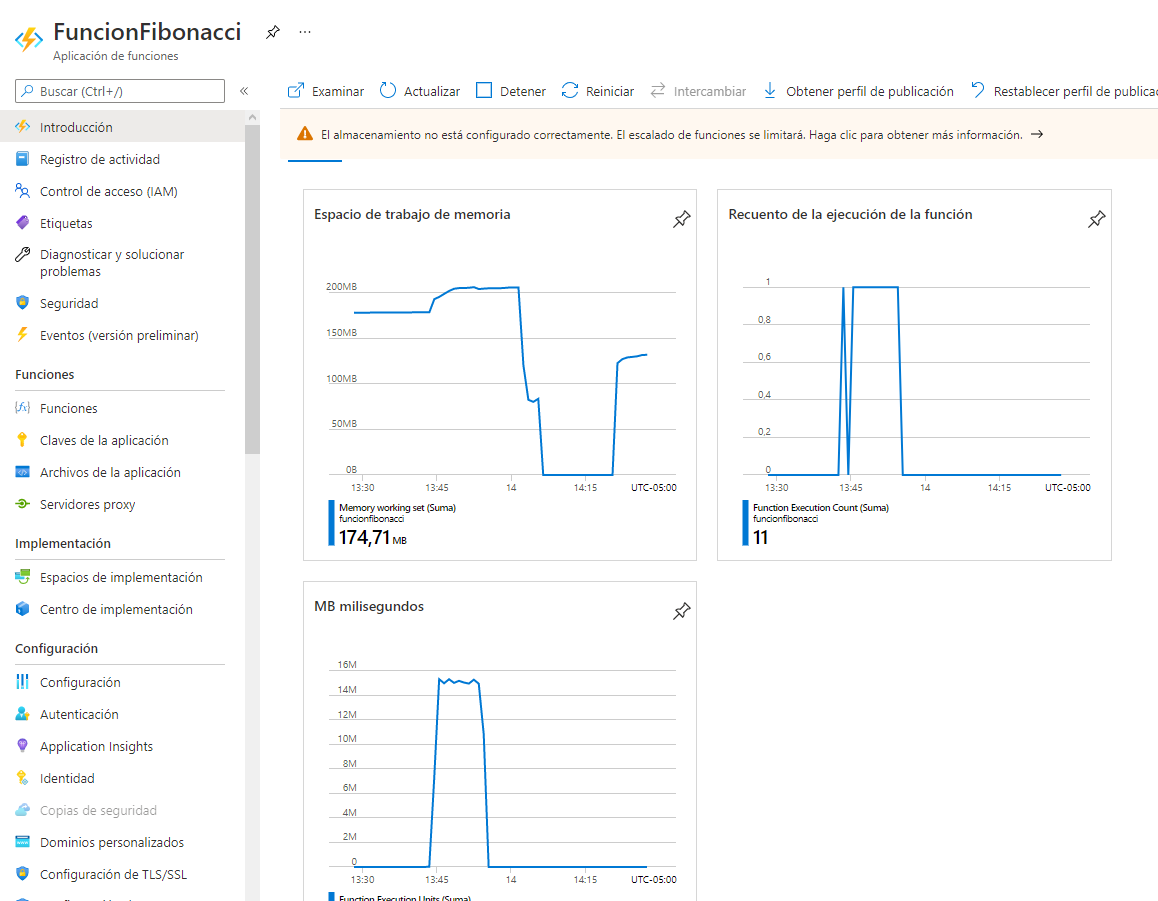 FuncionFibonacci
Aplicación de funciones
Buscar (Ctrl+/)
Introducción
Registro de actividad
Control de acceso (IAM)
Etiquetas
Diagnosticar y solucionar
problemas
Seguridad
Eventos (versión preliminar)
Funciones
Funciones
Claves de la aplicación
Archivos de la aplicación
Servidores proxy
Implementación
Espacios de implementación
Centro de implementación
Configuración
Configuración
Autenticación
Application Insights
Identidad
Copias de seguridad
Dominios personalizados
Configuración de TLS/SSL
Examinar Actualizar Detener Reiniciar Intercambiar Obtener perfil de publicación Restablecer perfil de publicac
El almacenamiento no está configurado correctamente. El escalado de funciones se limitará. Haga clic para obtener más información. →
Espacio de trabajo de memoria
200MB
150MB
100MB
50MB
0B
13:30 13:45 14 14:15 UTC-05:00
Memory working set (Suma)
funcionfibonacci
174,71 MB
Recuento de la ejecución de la función
1
0,8
0,6
0,4
0,2
0
13:30 13:45 14 14:15 UTC-05:00
Function Execution Count (Suma)
funcionfibonacci
11
MB milisegundos
16M
14M
12M
10M
8M
6M
4M
2M
0
13:30 13:45 14 14:15 UTC-05:00
Function Execution Units (Suma)